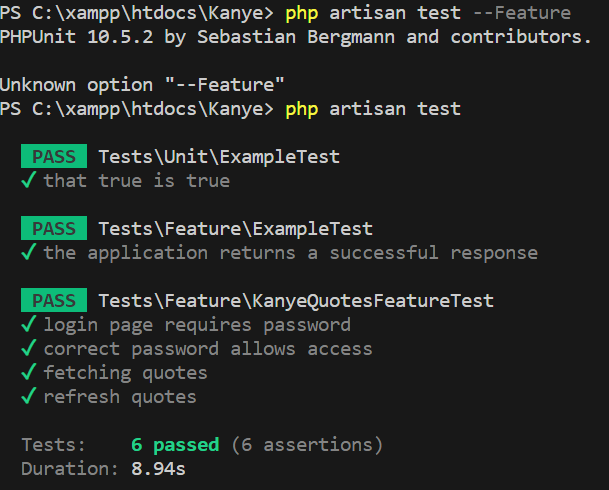 PS C:\xampp\htdocs\Kanye> php artisan test --Feature
PHPUnit 10.5.2 by Sebastian Bergmann and contributors.
Unknown option "--Feature"
PS C:\xampp\htdocs\Kanye> php artisan test
PASS Tests\Unit\ExampleTest
✓ that true is true
PASS Tests\Feature\ExampleTest
✓ the application returns a successful response
PASS Tests\Feature\KanyeQuotesFeatureTest
✓ login page requires password
✓ correct password allows access
✓ fetching quotes
✓ refresh quotes
Tests: 6 passed (6 assertions)
Duration: 8.94s